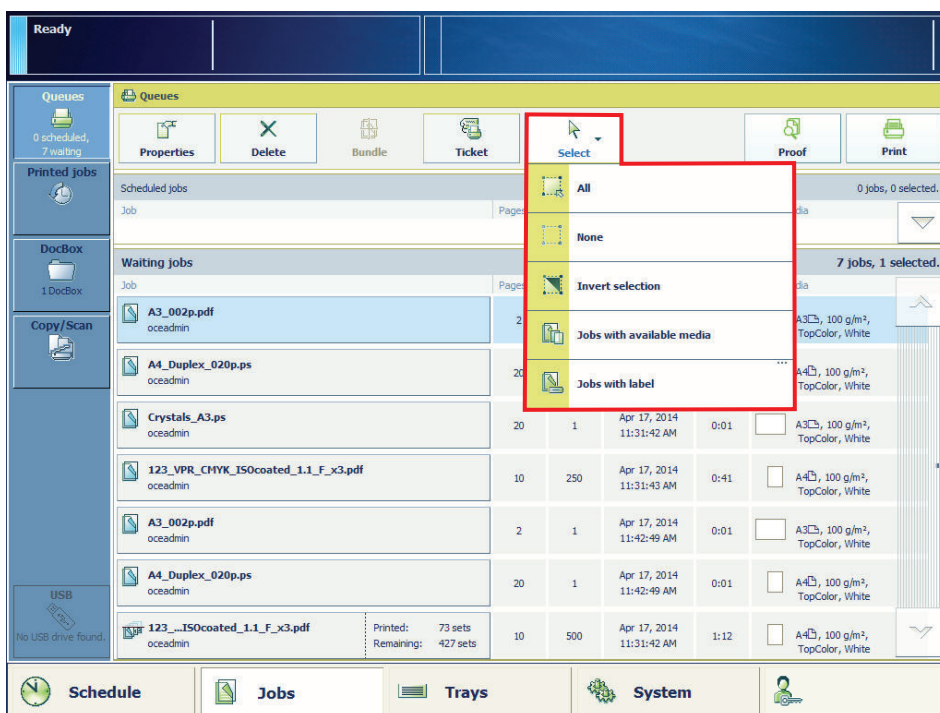 Ready
Queues
0 scheduled,
7 waiting
Printed jobs
DocBox
1 DocBox
Copy/Scan
USB
No USB drive found.
Queues
Properties
Delete
Bundle
Ticket
Select
Proof
Print
All
None
Invert selection
Jobs with available media
...
Jobs with label
Scheduled jobs
0 jobs, 0 selected.
Job
Pages
Waiting jobs
7 jobs, 1 selected.
Job
Pages
A3_002p.pdf
oceadmin
2
A3, 100 g/m²,
TopColor, White
A4_Duplex_020p.ps
oceadmin
20
A4, 100 g/m²,
TopColor, White
Crystals_A3.ps
oceadmin
20
1
Apr 17, 2014
11:31:42 AM
0:01
A3, 100 g/m²,
TopColor, White
123_VPR_CMYK_ISOcoated_1.1_F_x3.pdf
oceadmin
10
250
Apr 17, 2014
11:31:43 AM
0:41
A4, 100 g/m²,
TopColor, White
A3_002p.pdf
oceadmin
2
1
Apr 17, 2014
11:42:49 AM
0:01
A3, 100 g/m²,
TopColor, White
A4_Duplex_020p.ps
oceadmin
20
1
Apr 17, 2014
11:42:49 AM
0:01
A4, 100 g/m²,
TopColor, White
123_...ISOcoated_1.1_F_x3.pdf
oceadmin
Printed: 73 sets
Remaining: 427 sets
10
500
Apr 17, 2014
11:31:42 AM
1:12
A4, 100 g/m²,
TopColor, White
Schedule
Jobs
Trays
System